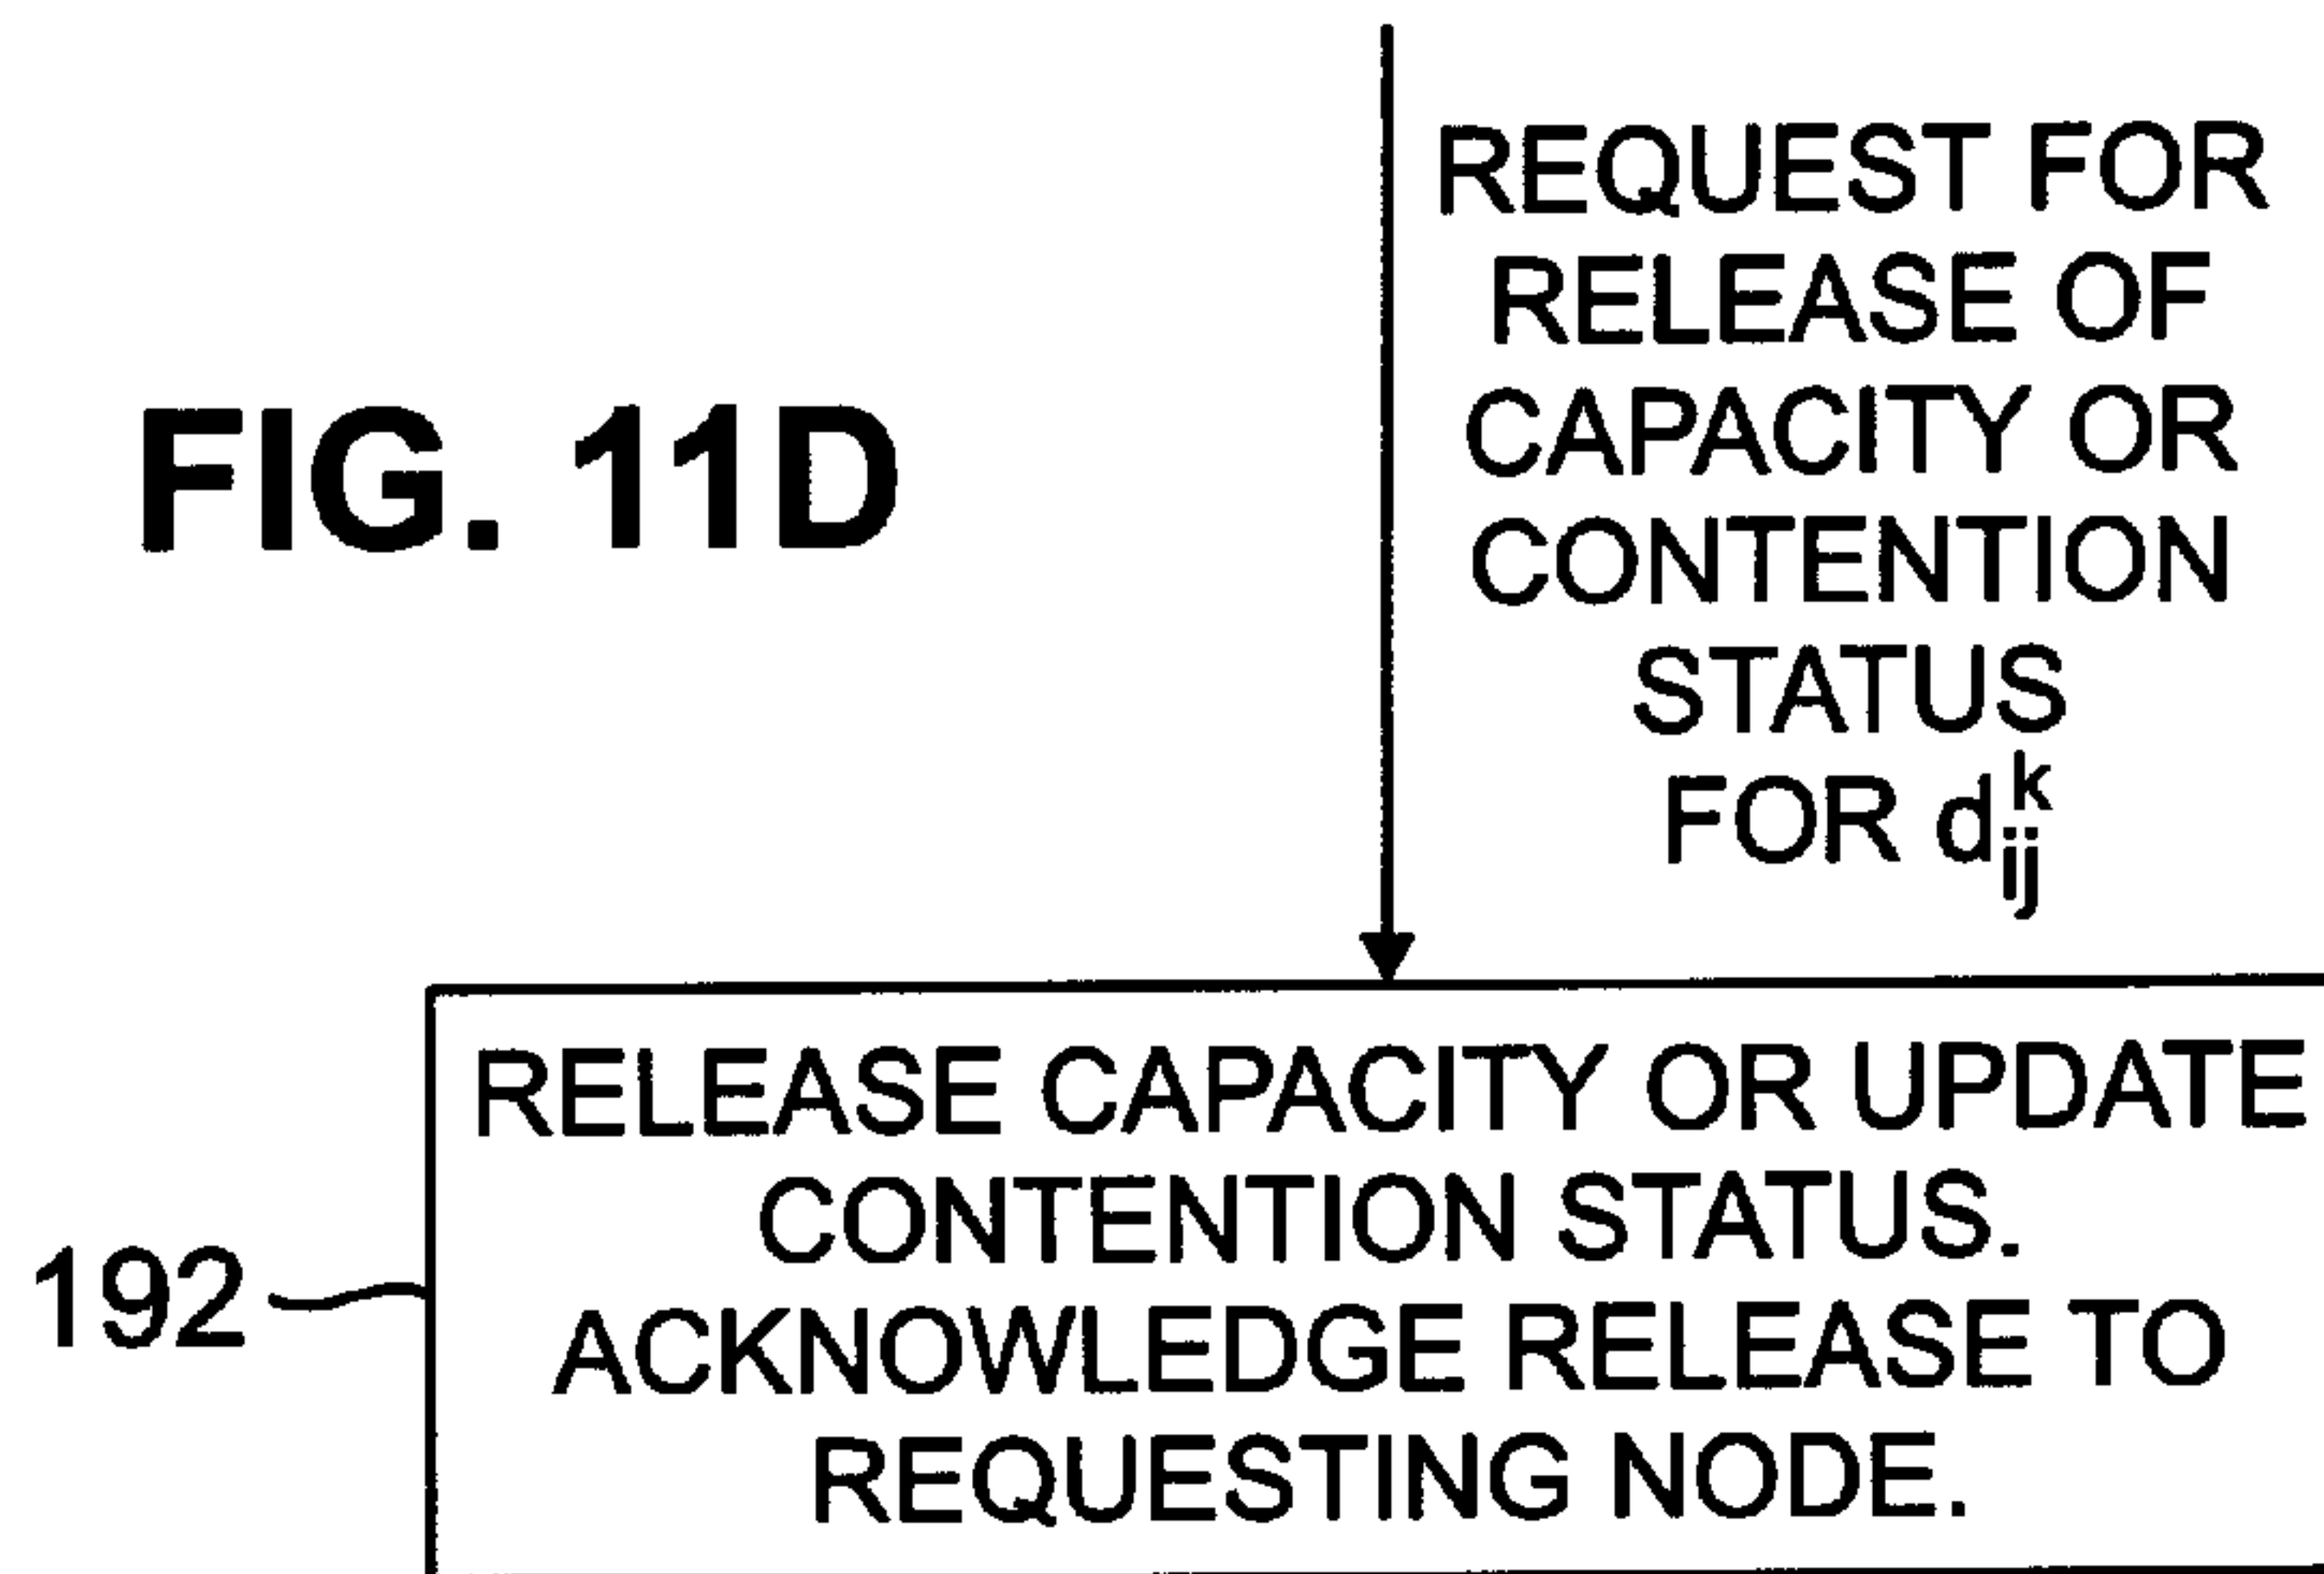 REQUEST FOR
RELEASE OF
CAPACITY OR
CONTENTION
STATUS
FOR d_{ij}^{k}
FIG. 11D
RELEASE CAPACITY OR UPDATE
CONTENTION STATUS.
ACKNOWLEDGE RELEASE TO
REQUESTING NODE.
192